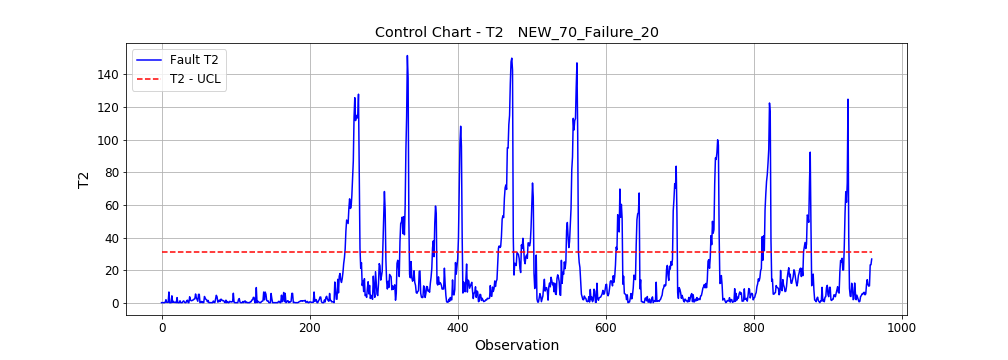 Control Chart - T2   NEW_70_Failure_20
Fault T2
T2 - UCL
T2
140
120
100
80
60
40
20
0
0 200 400 600 800 1000
Observation